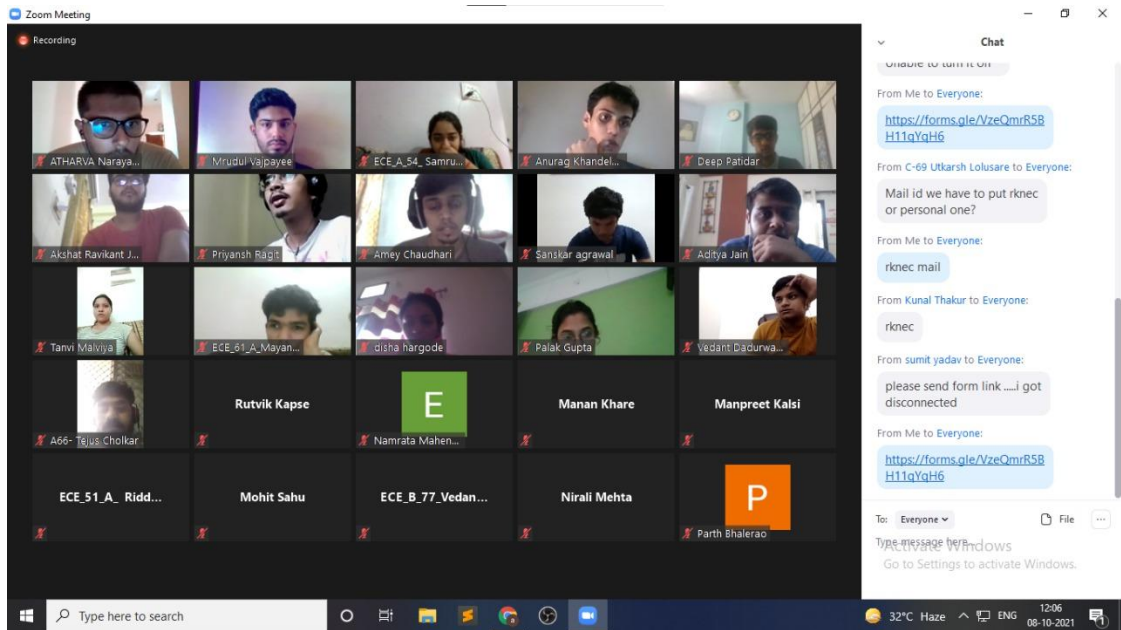 Zoom Meeting
Recording
Chat
ATHARVA Naraya...
Mrudul Vajpayee
ECE_A_54_ Samru...
Anurag Khandel...
Deep Patidar
Akshat Ravikant J...
Priyansh Ragit
Amey Chaudhari
Sanskar agrawal
Aditya Jain
Tanvi Malviya
ECE_61_A_Mayan...
disha hargode
Palak Gupta
Vedant Dadurwa...
A66- Tejus Cholkar
Rutvik Kapse
E
Namrata Mahen...
Manan Khare
Manpreet Kalsi
ECE_51_A_ Ridd...
Mohit Sahu
ECE_B_77_Vedan...
Nirali Mehta
P
Parth Bhalerao
Unable to turn it on
From Me to Everyone:
https://forms.gle/VzeQmrR5B
H11qYqH6
From C-69 Utkarsh Lolusare to Everyone:
Mail id we have to put rknec
or personal one?
From Me to Everyone:
rknec mail
From Kunal Thakur to Everyone:
rknec
From sumit yadav to Everyone:
please send form link .....i got
disconnected
From Me to Everyone:
https://forms.gle/VzeQmrR5B
H11qYqH6
To: Everyone
File
Type message here...
Activate Windows
Go to Settings to activate Windows.
Type here to search
32°C Haze
ENG
12:06
08-10-2021